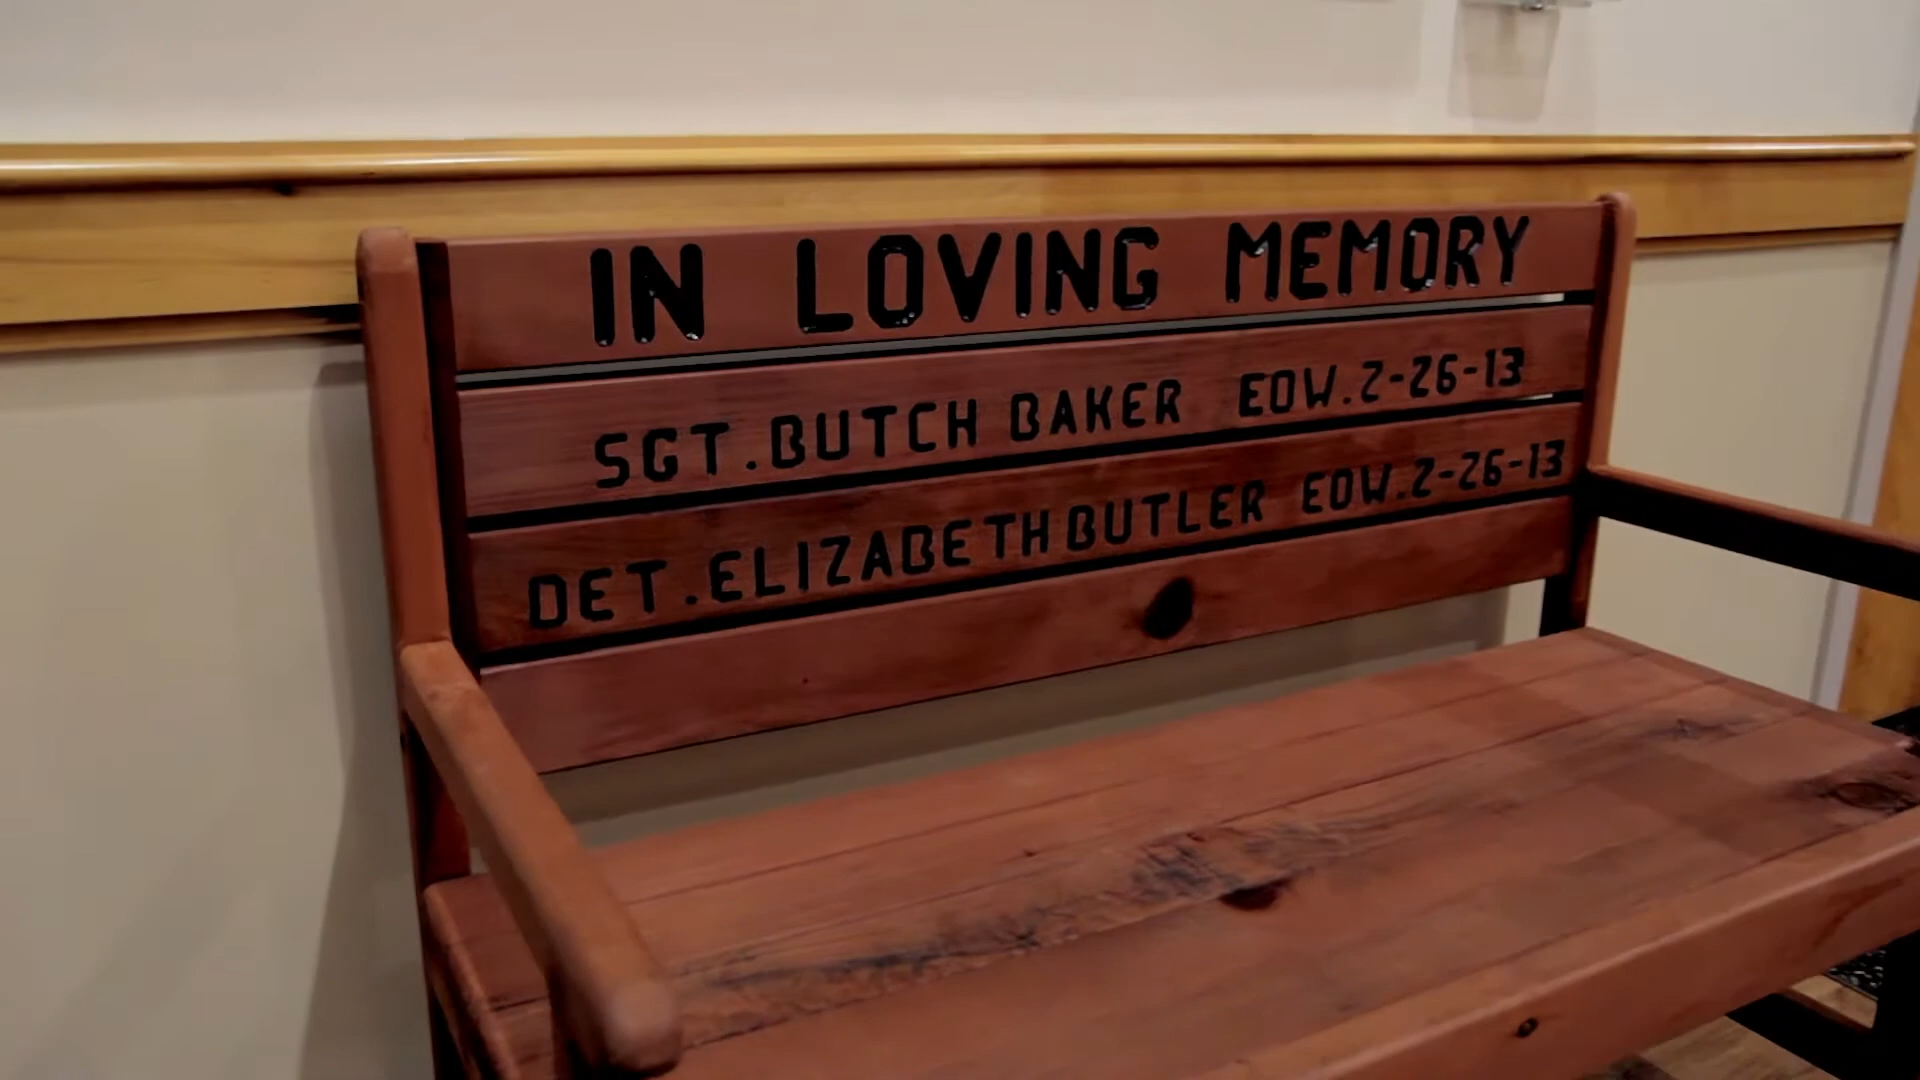 IN LOVING MEMORY
SGT. BUTCH BAKER EOW. 2-26-13
DET. ELIZABETH BUTLER EOW. 2-26-13